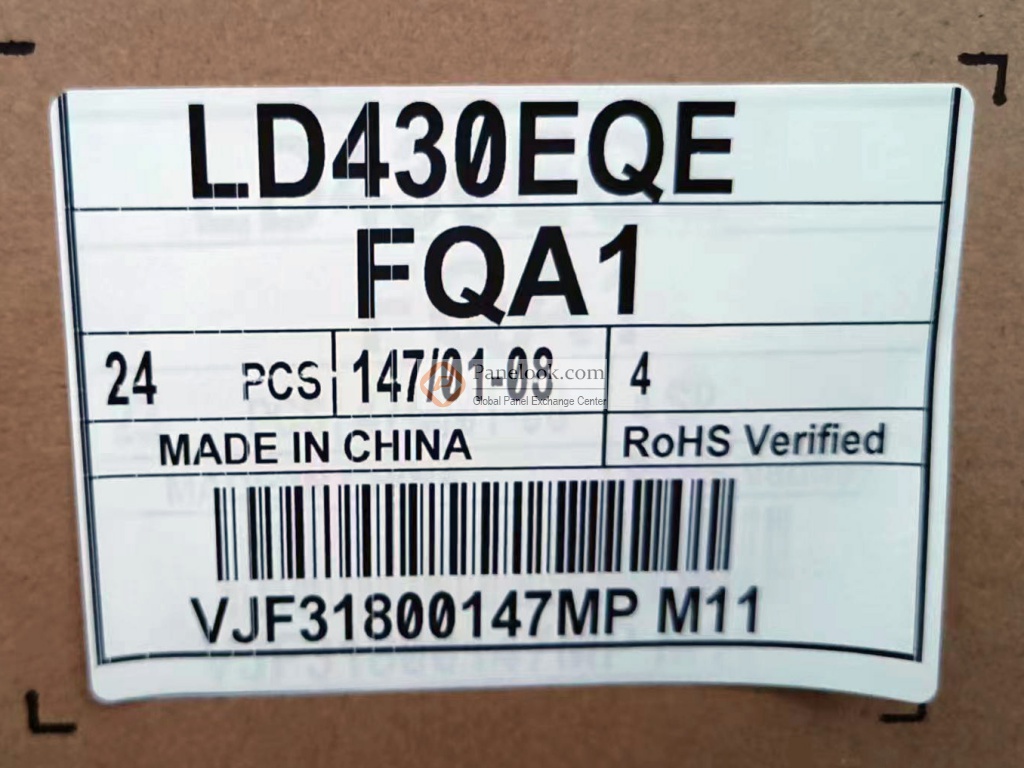 LD430EQE
FQA1
24 PCS 147/01-08 4
Panelook.com
Global Panel Exchange Center
MADE IN CHINA RoHS Verified
VJF31800147MP M11